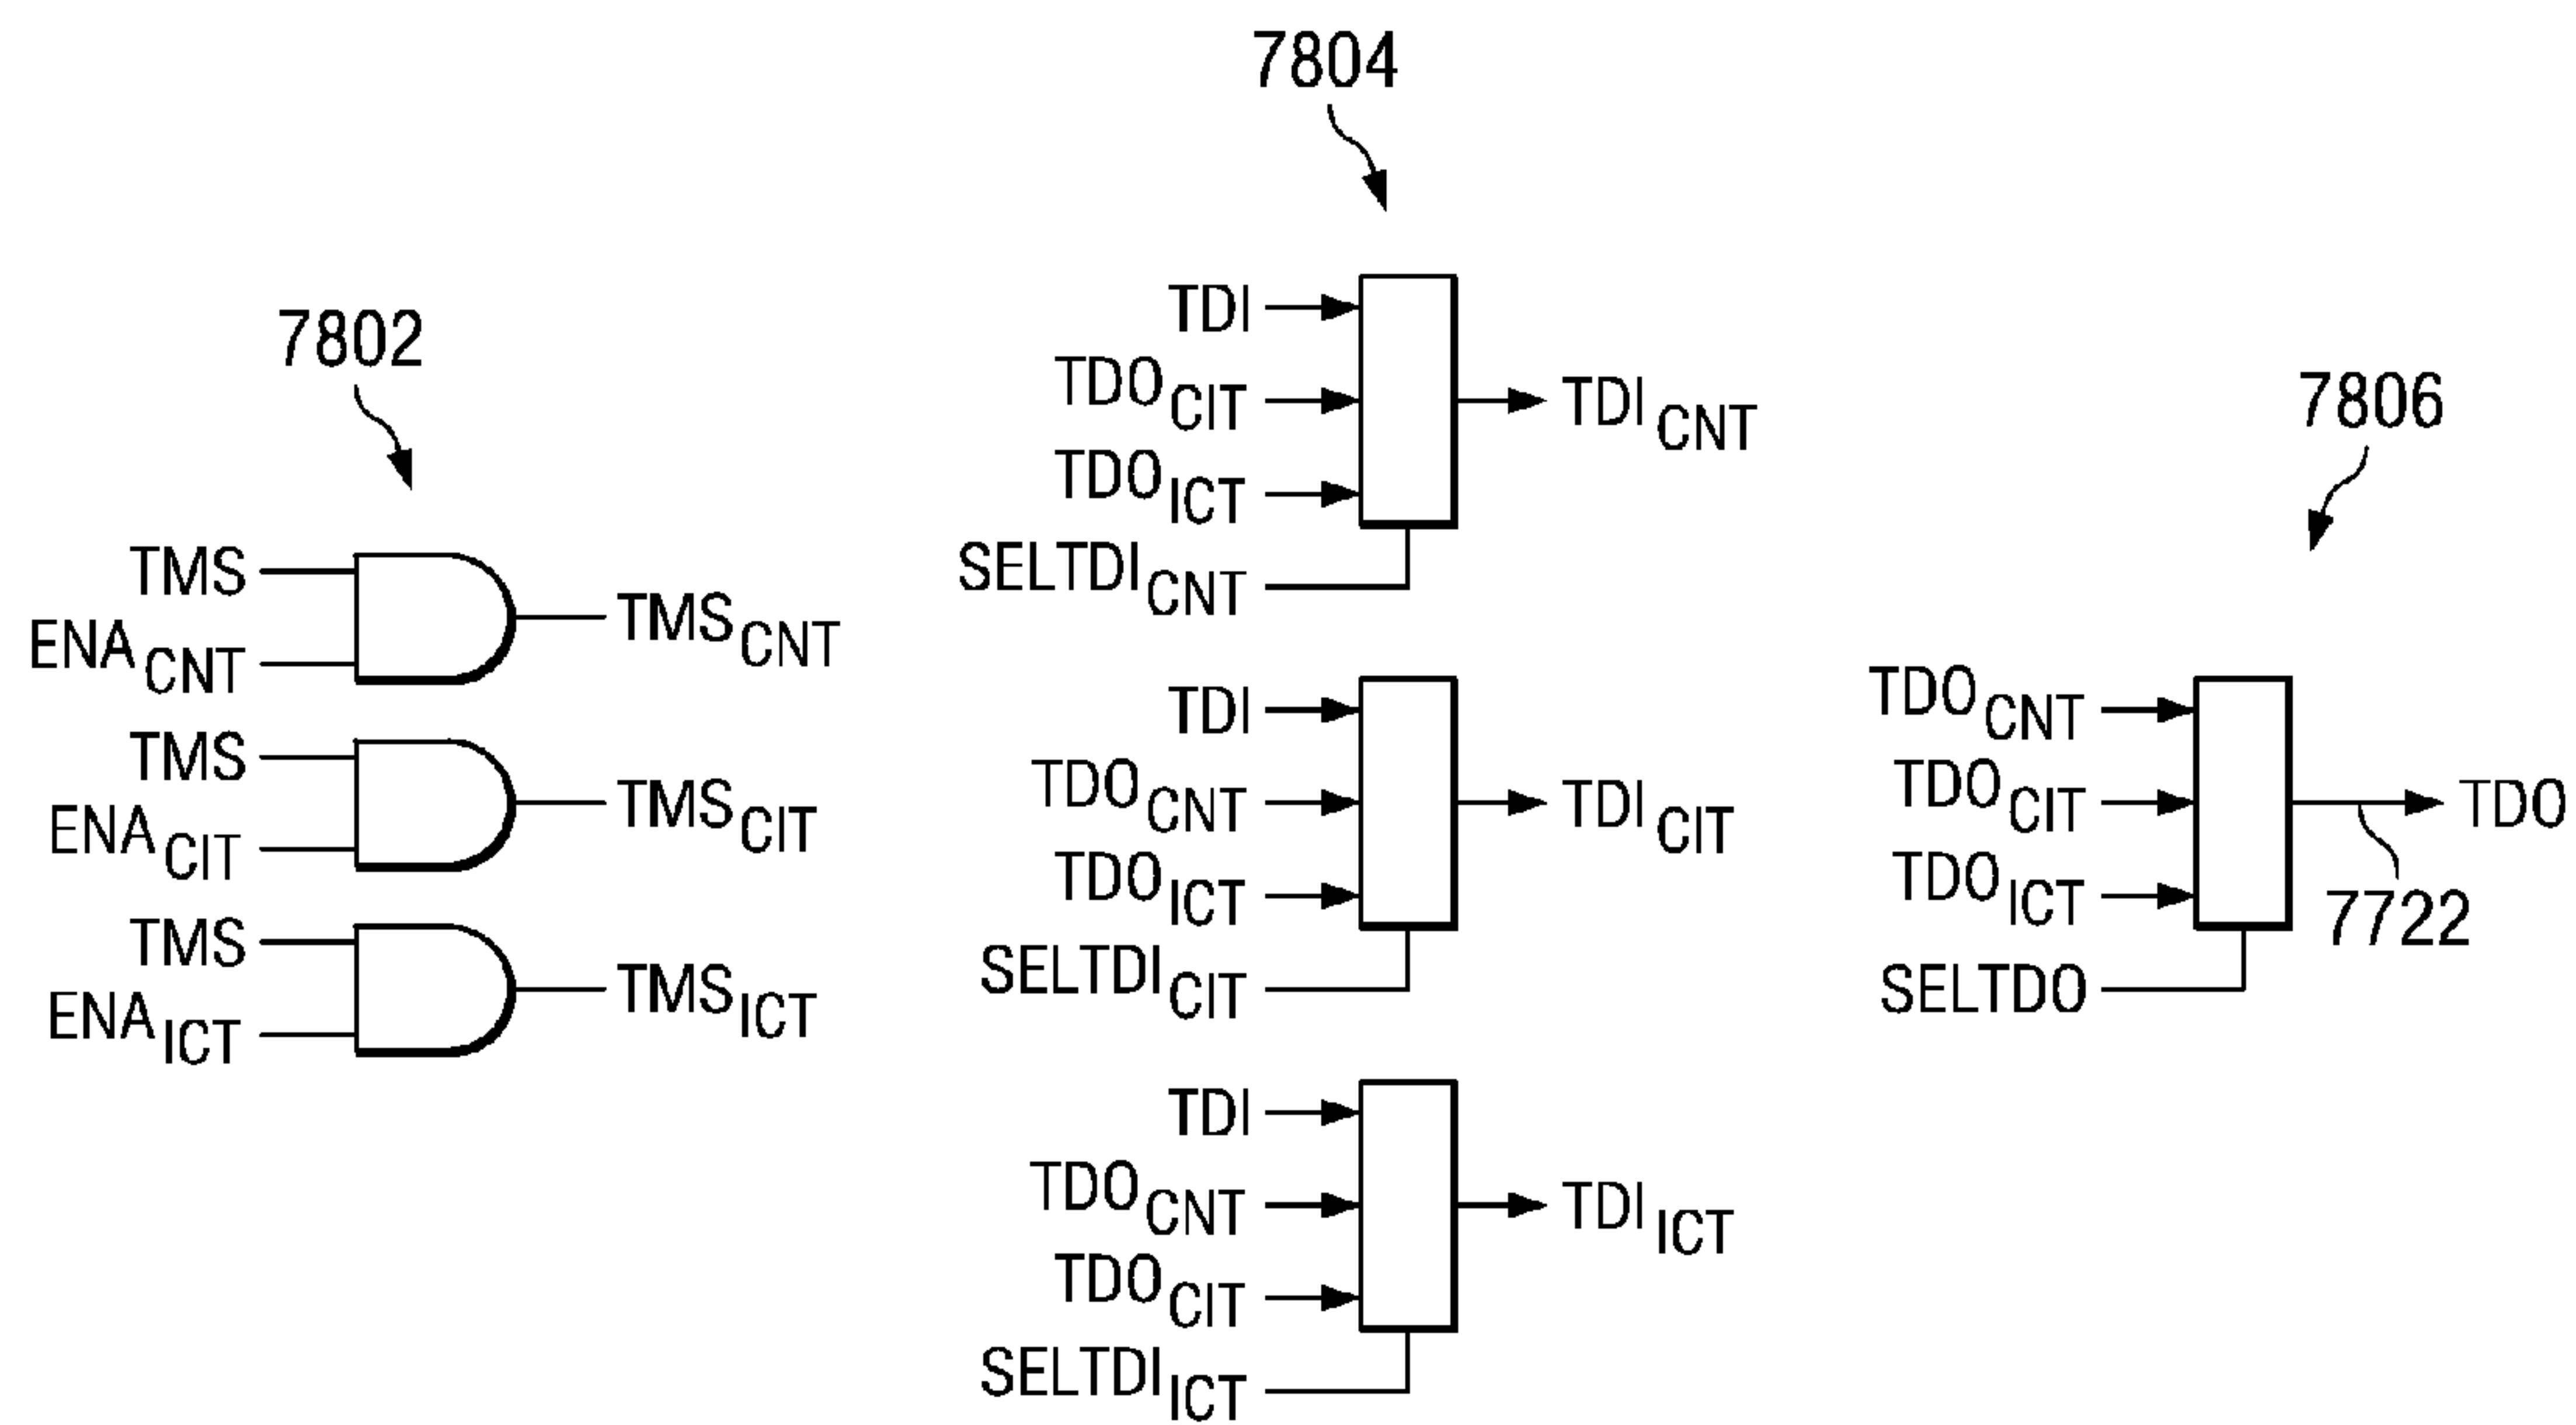 7802
TMS
ENA CNT
TMS CNT
TMS
ENA CIT
TMS CIT
TMS
ENA ICT
TMS ICT
7804
TDI
TDO CIT
TDO ICT
SELTDI CNT
TDI CNT
TDI
TDO CNT
TDO ICT
SELTDI CIT
TDI CIT
TDI
TDO CNT
TDO CIT
SELTDI ICT
TDI ICT
7806
TDO CNT
TDO CIT
TDO ICT
SELTDO
TDO
7722